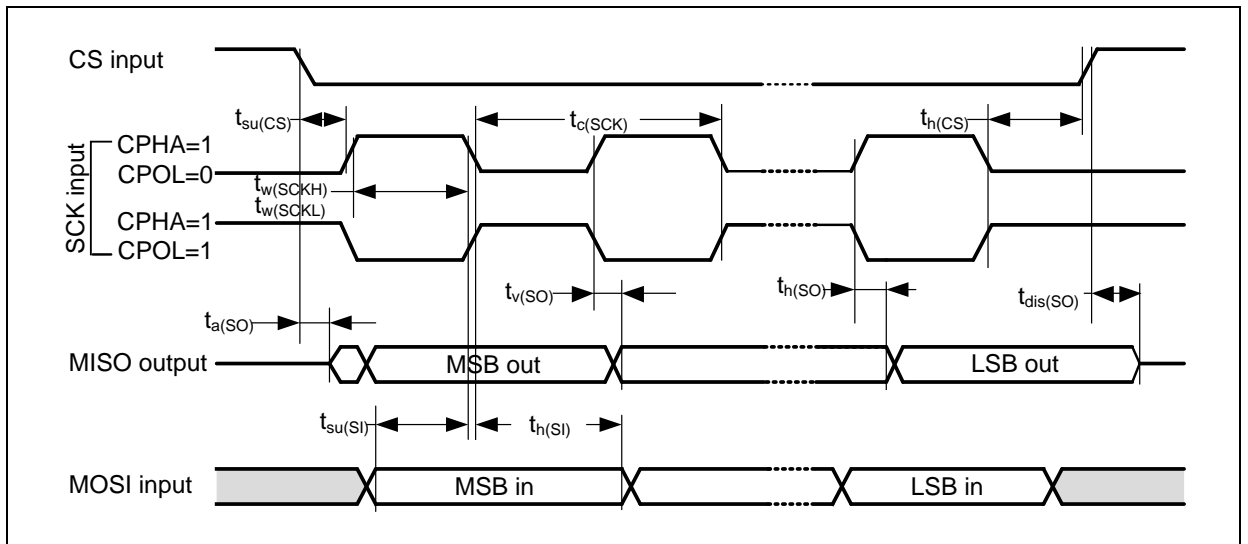 CS input
tsu(CS)
tc(SCK)
th(CS)
SCK input
CPHA=1
CPOL=0
tw(SCKH)
tw(SCKL)
CPHA=1
CPOL=1
tv(SO)
th(SO)
tdis(SO)
ta(SO)
MISO output
MSB out
LSB out
tsu(SI)
th(SI)
MOSI input
MSB in
LSB in